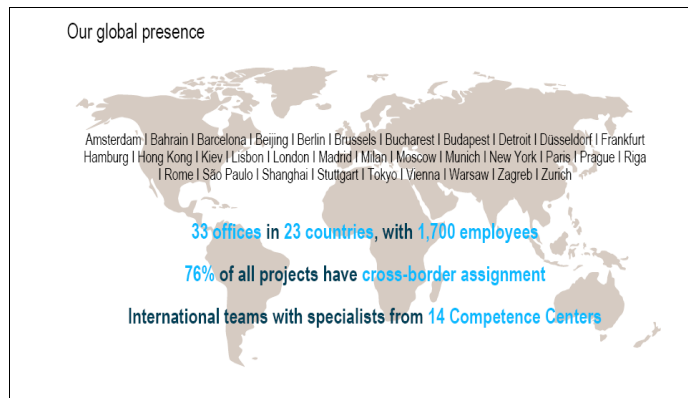 Our global presence
Amsterdam I Bahrain I Barcelona I Beijing I Berlin I Brussels I Bucharest I Budapest I Detroit I Düsseldorf I Frankfurt
Hamburg I Hong Kong I Kiev I Lisbon I London I Madrid I Milan I Moscow I Munich I New York I Paris I Prague I Riga
I Rome I São Paulo I Shanghai I Stuttgart I Tokyo I Vienna I Warsaw I Zagreb I Zurich
33 offices in 23 countries, with 1,700 employees
76% of all projects have cross-border assignment
International teams with specialists from 14 Competence Centers